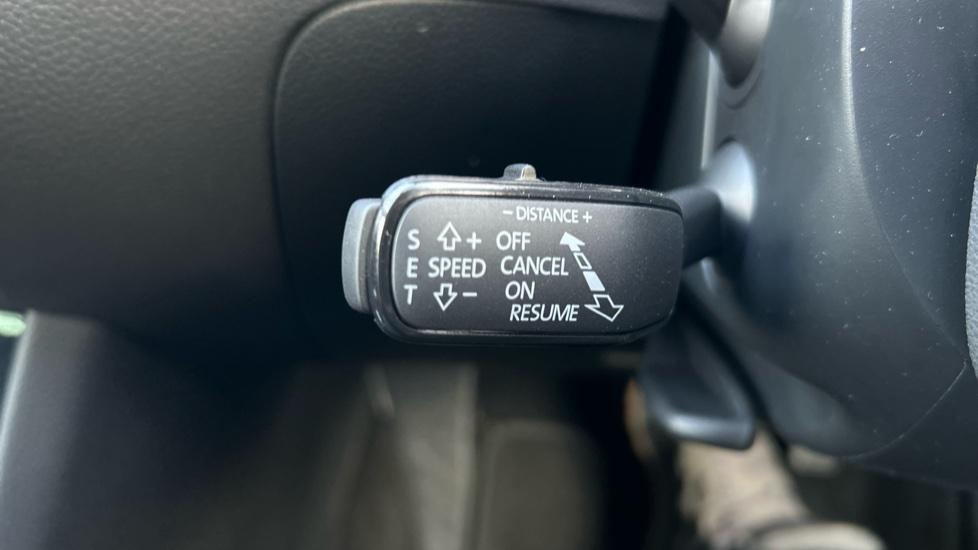 − DISTANCE +
S + OFF
E SPEED CANCEL
T − ON
RESUME